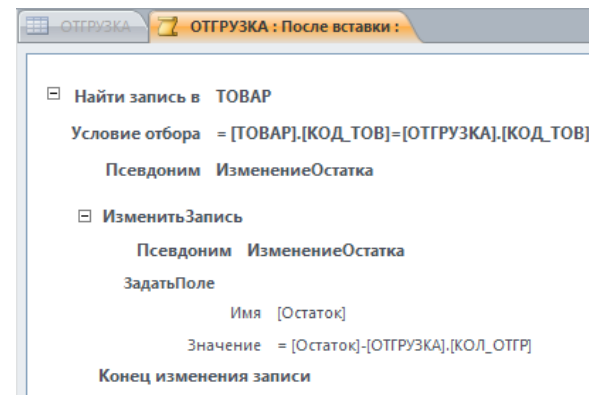 ОТГРУЗКА ОТГРУЗКА : После вставки :
Найти запись в ТОВАР
Условие отбора = [ТОВАР].[КОД_ТОВ]=[ОТГРУЗКА].[КОД_ТОВ]
Псевдоним ИзменениеОстатка
ИзменитьЗапись
Псевдоним ИзменениеОстатка
ЗадатьПоле
Имя [Остаток]
Значение = [Остаток]-[ОТГРУЗКА].[КОЛ_ОТГР]
Конец изменения записи